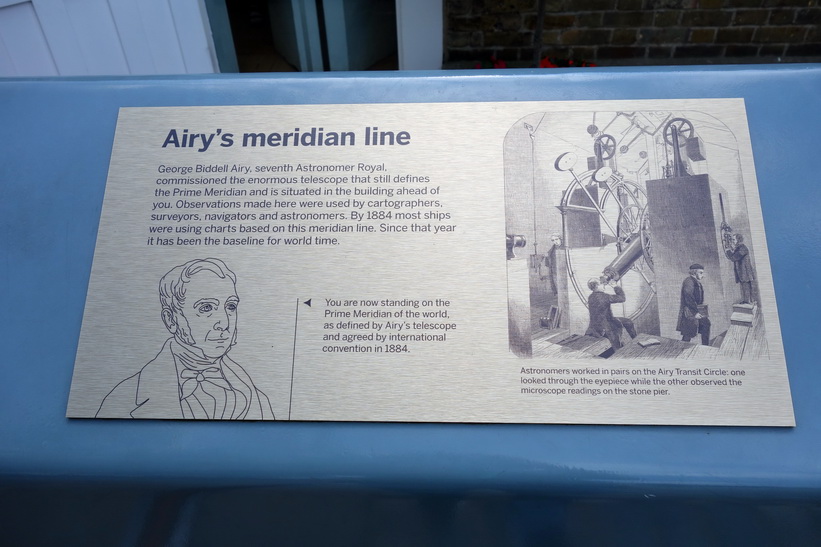 Airy's meridian line
George Biddell Airy, seventh Astronomer Royal,
commissioned the enormous telescope that still defines
the Prime Meridian and is situated in the building ahead of
you. Observations made here were used by cartographers,
surveyors, navigators and astronomers. By 1884 most ships
were using charts based on this meridian line. Since that year
it has been the baseline for world time.
You are now standing on the
Prime Meridian of the world,
as defined by Airy's telescope
and agreed by international
convention in 1884.
Astronomers worked in pairs on the Airy Transit Circle: one
looked through the eyepiece while the other observed the
microscope readings on the stone pier.